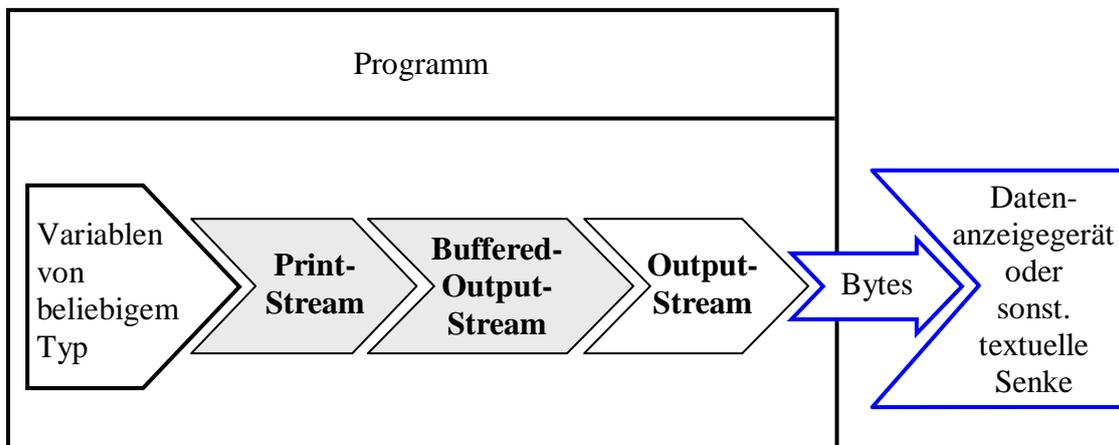 Programm
Variablen
von
beliebigem
Typ
Print-
Stream
Buffered-
Output-
Stream
Output-
Stream
Bytes
Daten-
anzeigegerät
oder
sonst.
textuelle
Senke